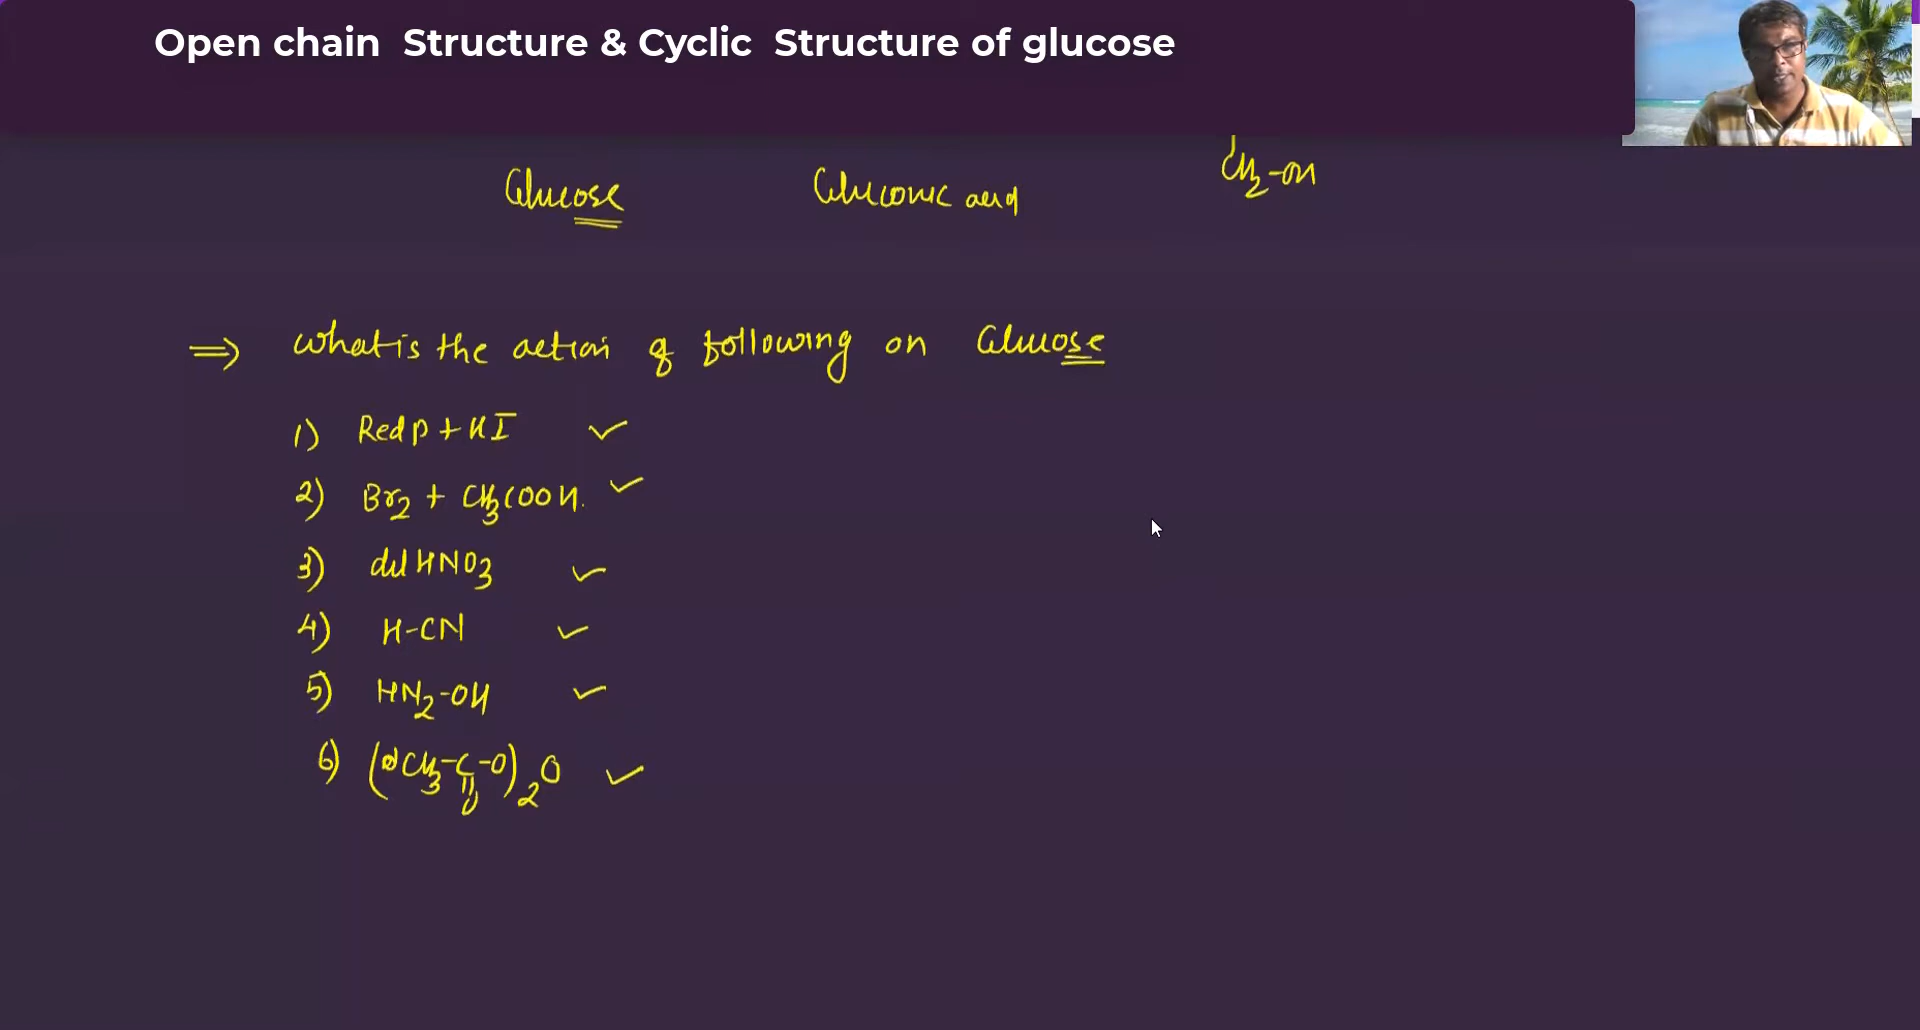 Open chain Structure & Cyclic Structure of glucose
CH2-OH
Glucose Gluconic acid
⇒ what is the action of following on Glucose
1) Red P + HI ✓
2) Br2 + CH3COOH. ✓
3) dil HNO3 ✓
4) H-CN ✓
5) HN2-OH ✓
6) (CH3-C-O)2O ✓
O